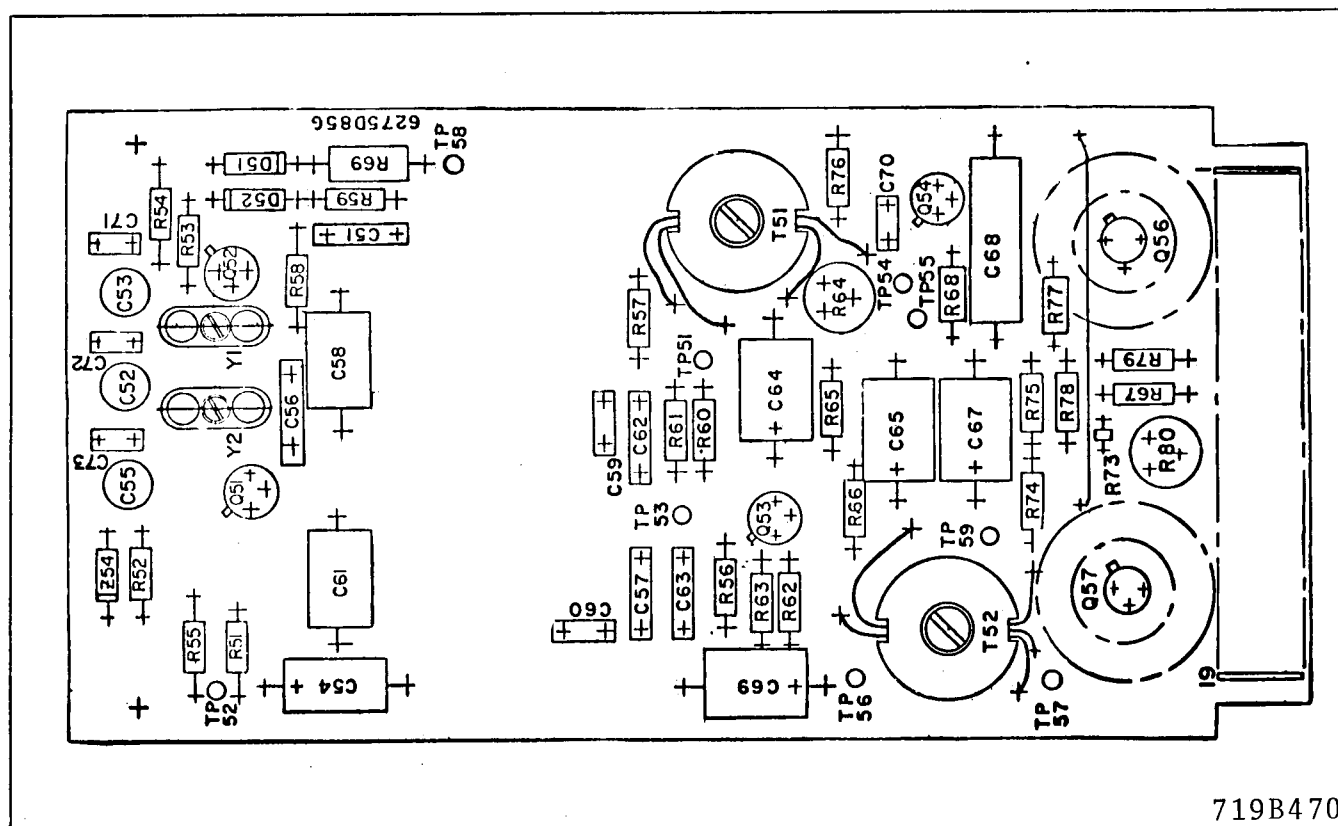 6275D85G
TP
58
D51
R69
D52
R59
C51
R54
C71
R53
Q52
R58
C53
Y1
C72
C52
C58
C56
Y2
C73
C55
Q51
Z54
R52
C61
R55
R51
TP
52
C54
R76
C70
Q54
T51
C68
Q56
1
R57
R64
TP54
TP55
R68
R77
TP51
C64
R65
C65
C67
R75
R78
R79
R67
C59
C62
R61
R60
R73
R80
TP
53
Q53
R66
R74
TP
59
C60
C57
C63
R56
R63
R62
T52
Q57
C69
TP
56
TP
57
19
719B470